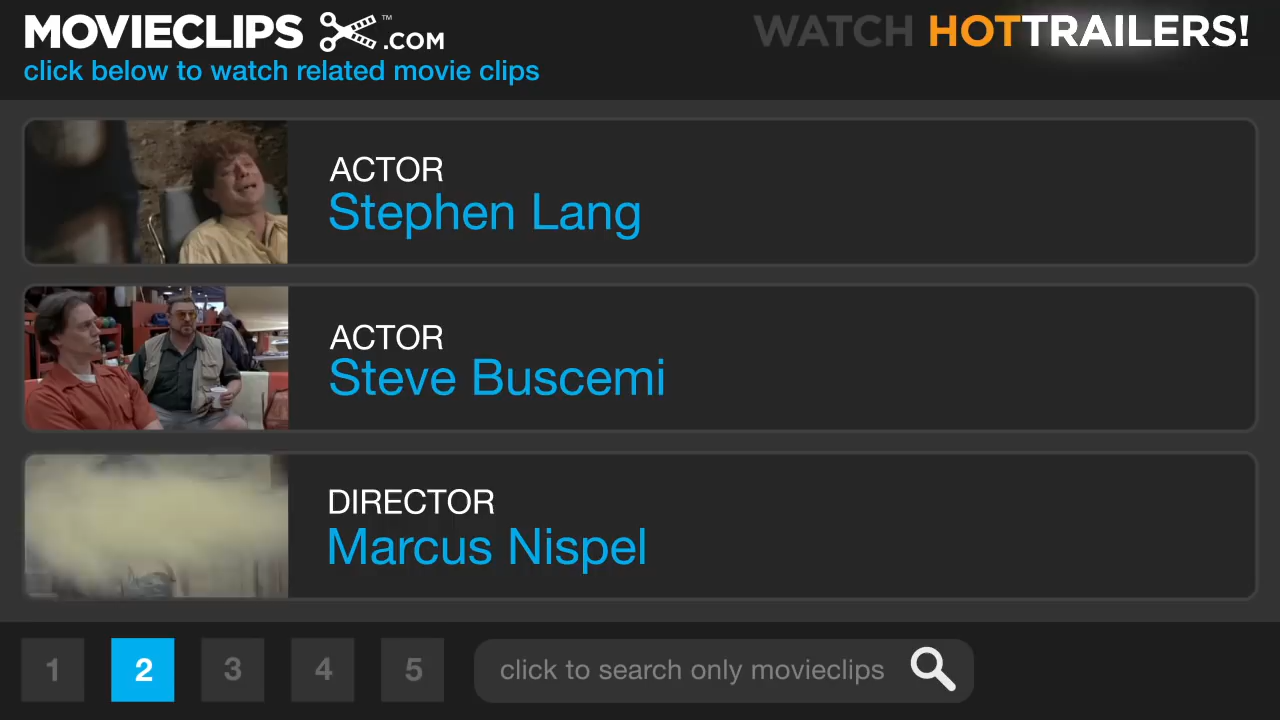 MOVIECLIPS ™ .COM
WATCH HOTTRAILERS!
click below to watch related movie clips
ACTOR
Stephen Lang
ACTOR
Steve Buscemi
DIRECTOR
Marcus Nispel
1 2 3 4 5
click to search only movieclips